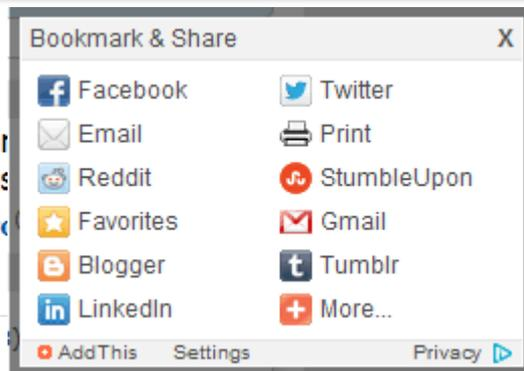 Bookmark & Share X
Facebook Twitter
Email Print
Reddit StumbleUpon
Favorites Gmail
Blogger Tumblr
LinkedIn More...
AddThis Settings Privacy